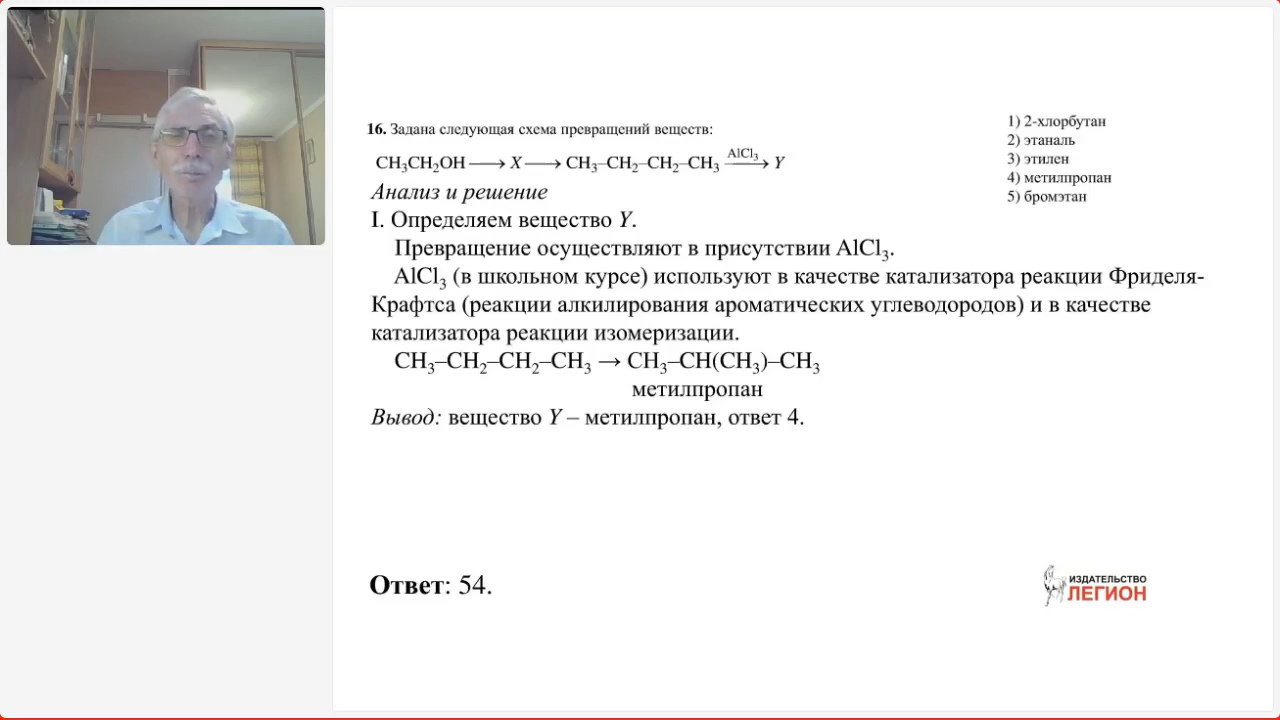 16. Задана следующая схема превращений веществ:
CH₃CH₂OH ⟶ X ⟶ CH₃–CH₂–CH₂–CH₃ AlCl₃⟶ Y
1) 2-хлорбутан
2) этаналь
3) этилен
4) метилпропан
5) бромэтан
Анализ и решение
I. Определяем вещество Y.
Превращение осуществляют в присутствии AlCl₃.
AlCl₃ (в школьном курсе) используют в качестве катализатора реакции Фриделя-
Крафтса (реакции алкилирования ароматических углеводородов) и в качестве
катализатора реакции изомеризации.
CH₃–CH₂–CH₂–CH₃ → CH₃–CH(CH₃)–CH₃
метилпропан
Вывод: вещество Y – метилпропан, ответ 4.
Ответ: 54.
ИЗДАТЕЛЬСТВО
ЛЕГИОН